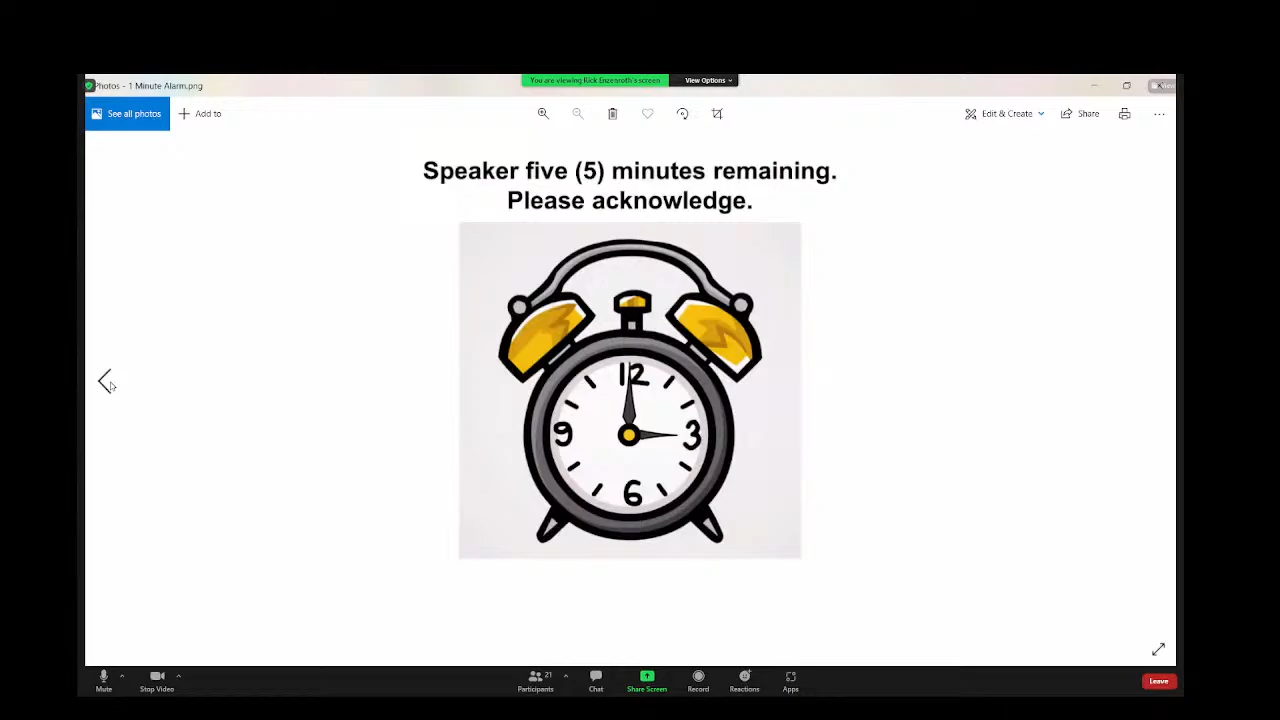 Photos - 1 Minute Alarm.png
You are viewing Rick Enzenroth's screen
View Options
View
See all photos
Add to
Edit & Create
Share
Speaker five (5) minutes remaining.
Please acknowledge.
12
9
3
6
21
Mute
Stop Video
Participants
Chat
Share Screen
Record
Reactions
Apps
Leave